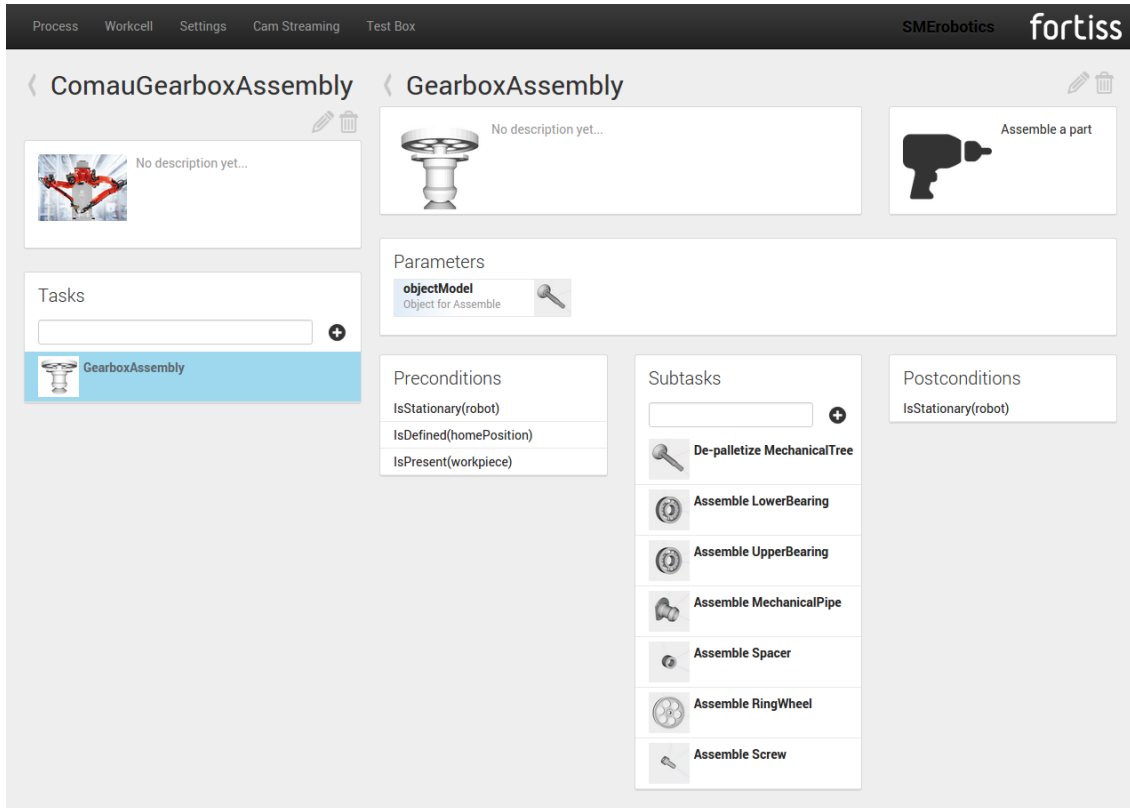 Process Workcell Settings Cam Streaming Test Box SMErobotics fortiss
ComauGearboxAssembly
No description yet...
Tasks
GearboxAssembly
GearboxAssembly
No description yet...
Assemble a part
Parameters
objectModel
Object for Assemble
Preconditions
IsStationary(robot)
IsDefined(homePosition)
IsPresent(workpiece)
Subtasks
De-palletize MechanicalTree
Assemble LowerBearing
Assemble UpperBearing
Assemble MechanicalPipe
Assemble Spacer
Assemble RingWheel
Assemble Screw
Postconditions
IsStationary(robot)